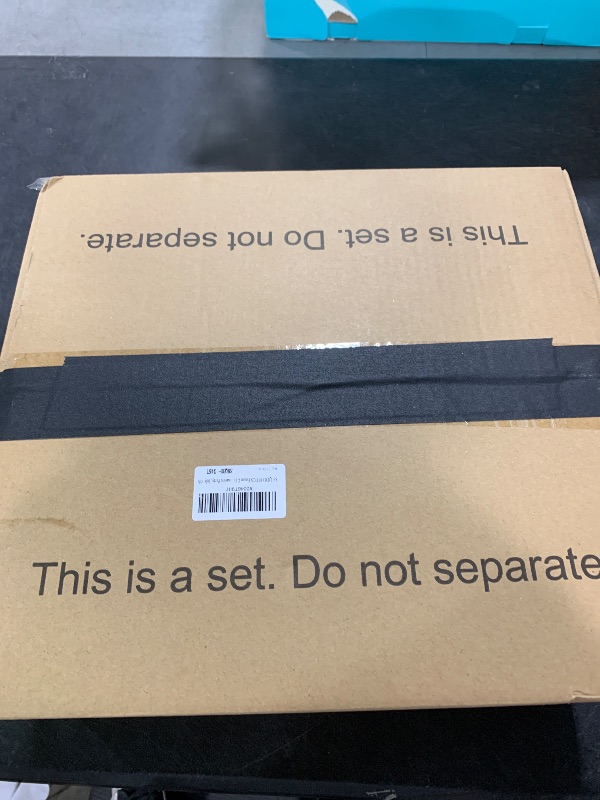 This is a set. Do not separate.
This is a set. Do not separate